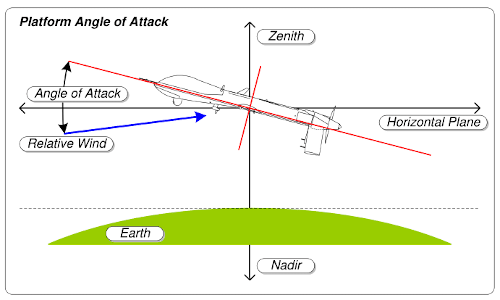 Platform Angle of Attack
Zenith
Angle of Attack
Horizontal Plane
Relative Wind
Earth
Nadir